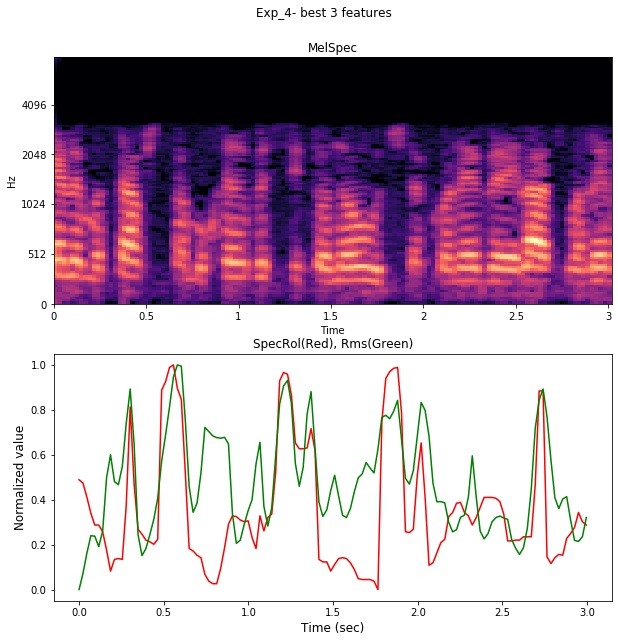 Exp_4- best 3 features
MelSpec
4096
2048
1024
512
0
Hz
0 0.5 1 1.5 2 2.5 3
Time
SpecRol(Red), Rms(Green)
1.0
0.8
0.6
0.4
0.2
0.0
Normalized value
0.0 0.5 1.0 1.5 2.0 2.5 3.0
Time (sec)